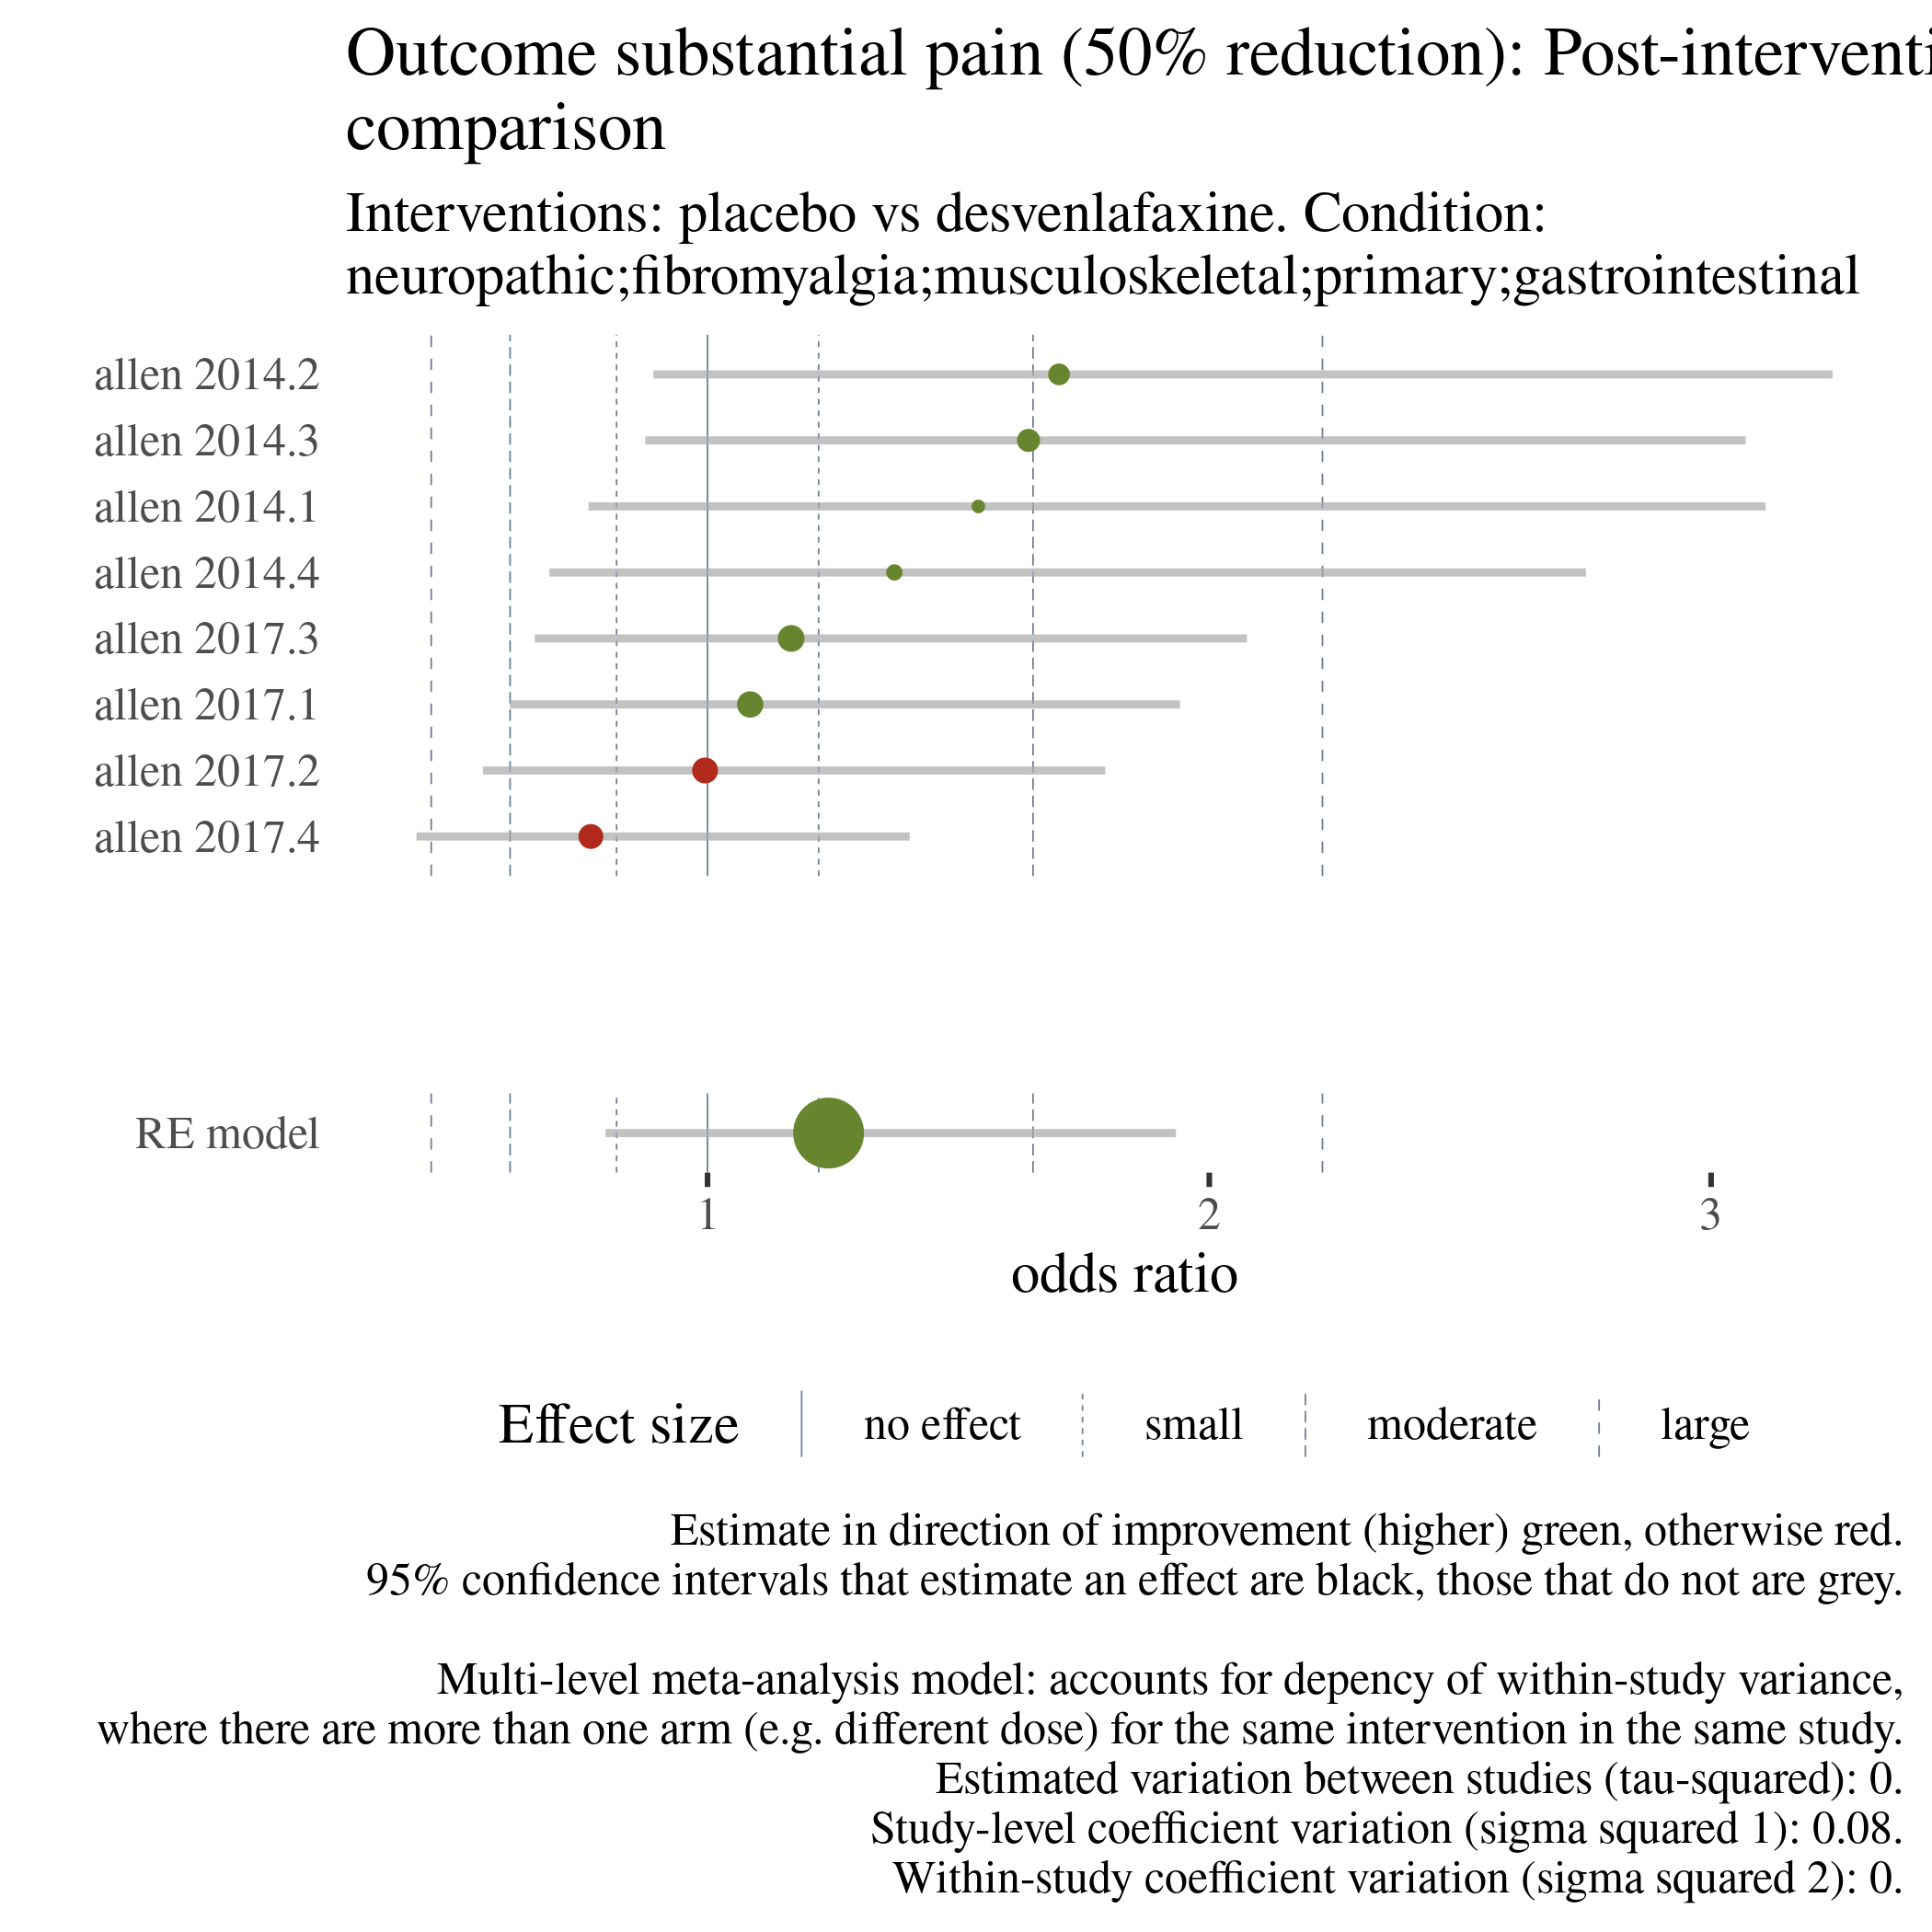 Outcome substantial pain (50% reduction): Post-interventi
comparison
Interventions: placebo vs desvenlafaxine. Condition:
neuropathic;fibromyalgia;musculoskeletal;primary;gastrointestinal
allen 2014.2
allen 2014.3
allen 2014.1
allen 2014.4
allen 2017.3
allen 2017.1
allen 2017.2
allen 2017.4
RE model
1 2 3
odds ratio
Effect size no effect small moderate large
Estimate in direction of improvement (higher) green, otherwise red.
95% confidence intervals that estimate an effect are black, those that do not are grey.
Multi-level meta-analysis model: accounts for depency of within-study variance,
where there are more than one arm (e.g. different dose) for the same intervention in the same study.
Estimated variation between studies (tau-squared): 0.
Study-level coefficient variation (sigma squared 1): 0.08.
Within-study coefficient variation (sigma squared 2): 0.